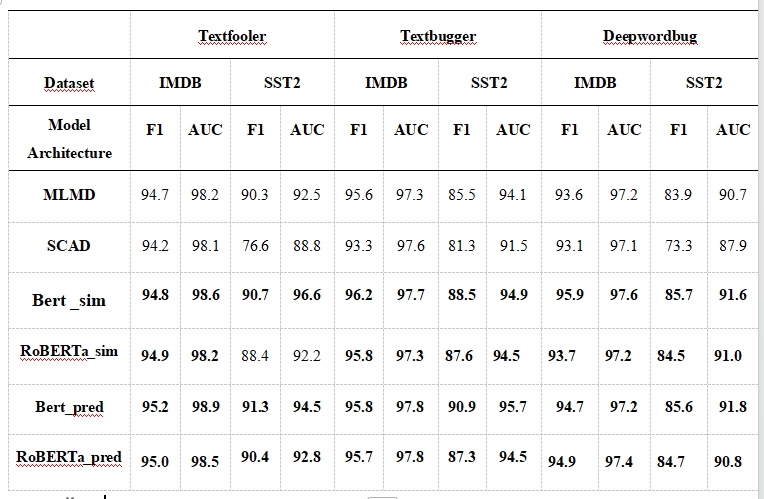 Textfooler Textbugger Deepwordbug
Dataset IMDB SST2 IMDB SST2 IMDB SST2
Model Architecture F1 AUC F1 AUC F1 AUC F1 AUC F1 AUC F1 AUC
MLMD 94.7 98.2 90.3 92.5 95.6 97.3 85.5 94.1 93.6 97.2 83.9 90.7
SCAD 94.2 98.1 76.6 88.8 93.3 97.6 81.3 91.5 93.1 97.1 73.3 87.9
Bert _sim 94.8 98.6 90.7 96.6 96.2 97.7 88.5 94.9 95.9 97.6 85.7 91.6
RoBERTa_sim 94.9 98.2 88.4 92.2 95.8 97.3 87.6 94.5 93.7 97.2 84.5 91.0
Bert_pred 95.2 98.9 91.3 94.5 95.8 97.8 90.9 95.7 94.7 97.2 85.6 91.8
RoBERTa_pred 95.0 98.5 90.4 92.8 95.7 97.8 87.3 94.5 94.9 97.4 84.7 90.8